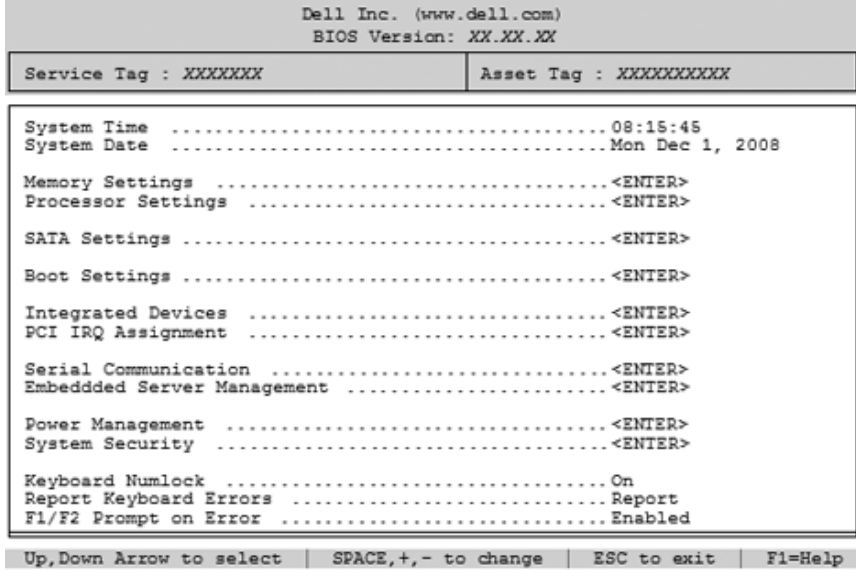 Dell Inc. (www.dell.com)
BIOS Version: XX.XX.XX
Service Tag : XXXXXXX Asset Tag : XXXXXXXXXX
System Time ........................................ 08:15:45
System Date ........................................ Mon Dec 1, 2008
Memory Settings .................................... <ENTER>
Processor Settings ................................. <ENTER>
SATA Settings ....................................... <ENTER>
Boot Settings ....................................... <ENTER>
Integrated Devices ................................. <ENTER>
PCI IRQ Assignment ................................. <ENTER>
Serial Communication ............................... <ENTER>
Embeddded Server Management ........................ <ENTER>
Power Management ................................... <ENTER>
System Security .................................... <ENTER>
Keyboard Numlock ................................... On
Report Keyboard Errors ............................. Report
F1/F2 Prompt on Error .............................. Enabled
Up,Down Arrow to select | SPACE,+,- to change | ESC to exit | F1=Help